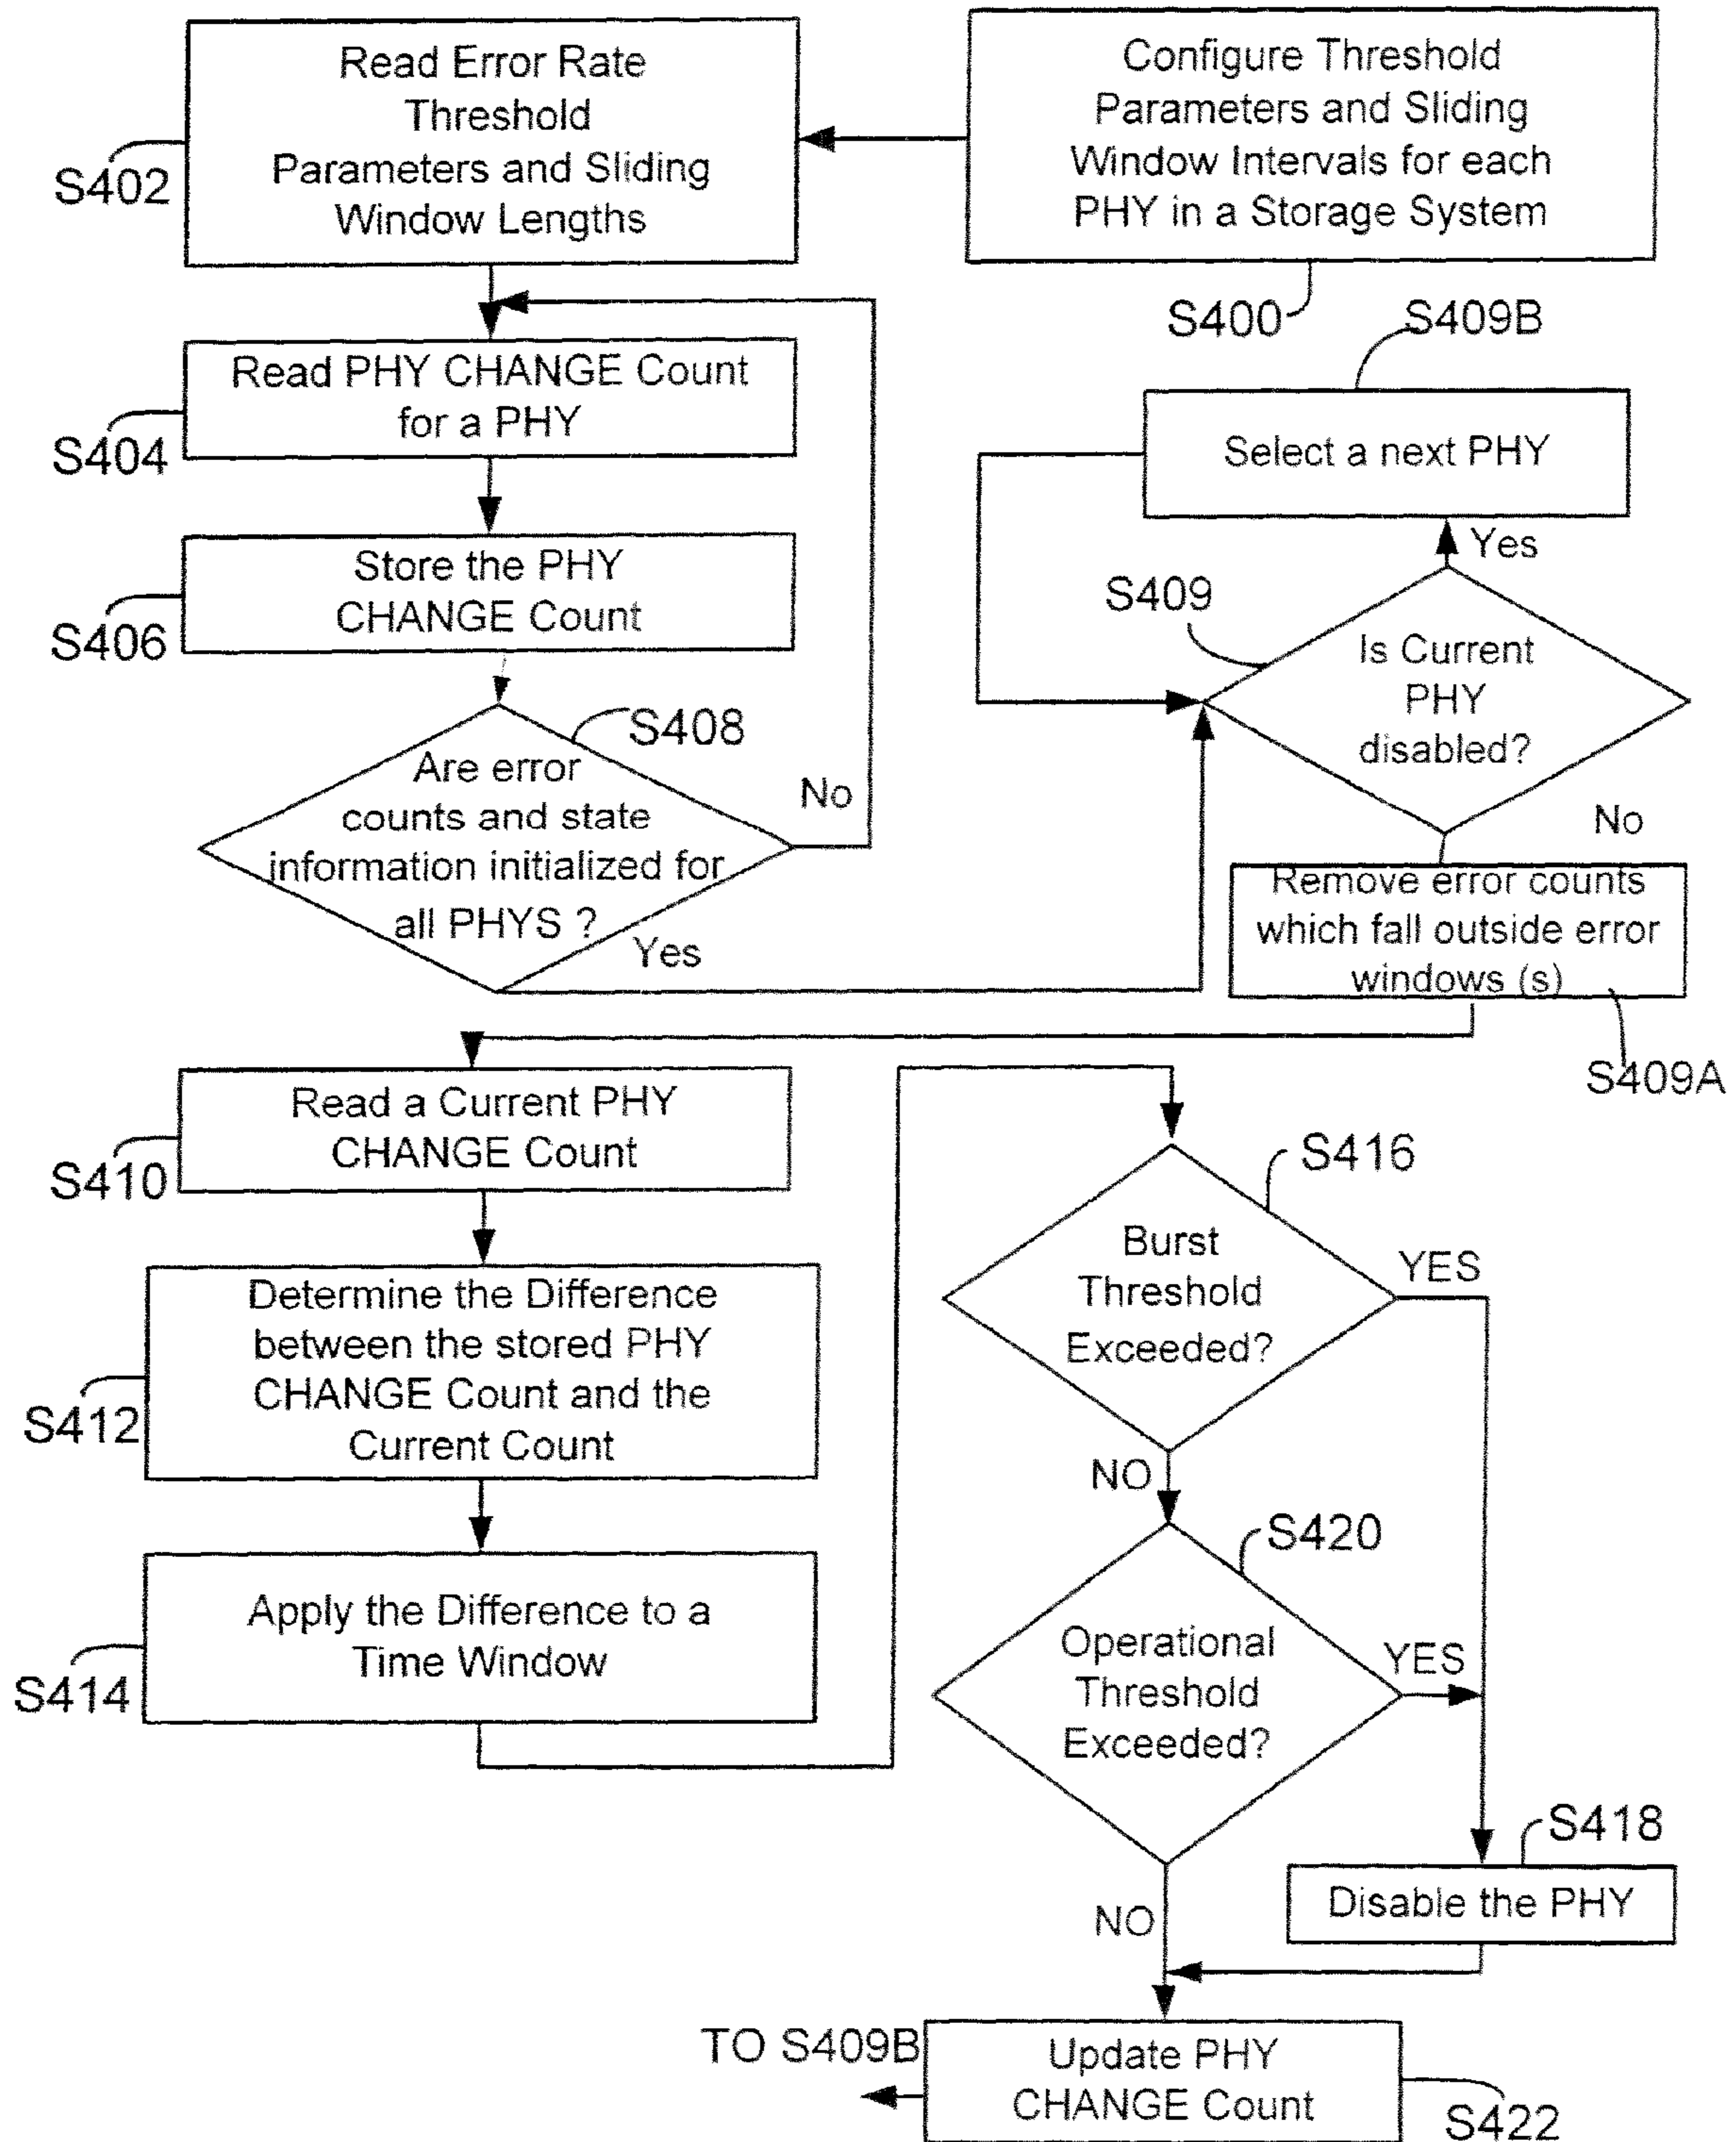 Read Error Rate
Threshold
Parameters and Sliding
Window Lengths
S402
Configure Threshold
Parameters and Sliding
Window Intervals for each
PHY in a Storage System
S400
Read PHY CHANGE Count
for a PHY
S404
Store the PHY
CHANGE Count
S406
S408
Are error
counts and state
information initialized for
all PHYS ?
No
Yes
S409B
Select a next PHY
Yes
S409
Is Current
PHY
disabled?
No
Remove error counts
which fall outside error
windows (s)
S409A
Read a Current PHY
CHANGE Count
S410
Determine the Difference
between the stored PHY
CHANGE Count and the
Current Count
S412
Apply the Difference to a
Time Window
S414
S416
Burst
Threshold
Exceeded?
YES
NO
S420
Operational
Threshold
Exceeded?
YES
NO
S418
Disable the PHY
TO S409B
Update PHY
CHANGE Count
S422